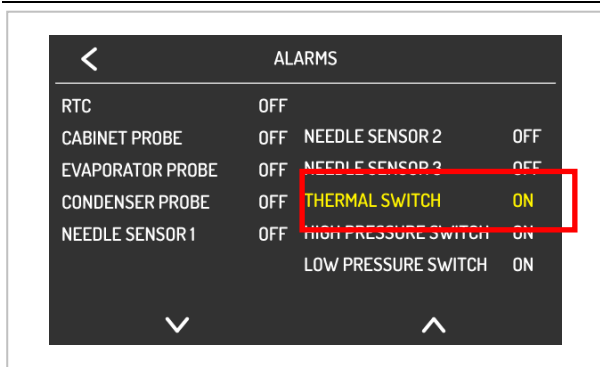 ALARMS
RTC OFF
CABINET PROBE OFF NEEDLE SENSOR 2 OFF
EVAPORATOR PROBE OFF NEEDLE SENSOR 3 OFF
CONDENSER PROBE OFF THERMAL SWITCH ON
NEEDLE SENSOR 1 OFF HIGH PRESSURE SWITCH ON
LOW PRESSURE SWITCH ON